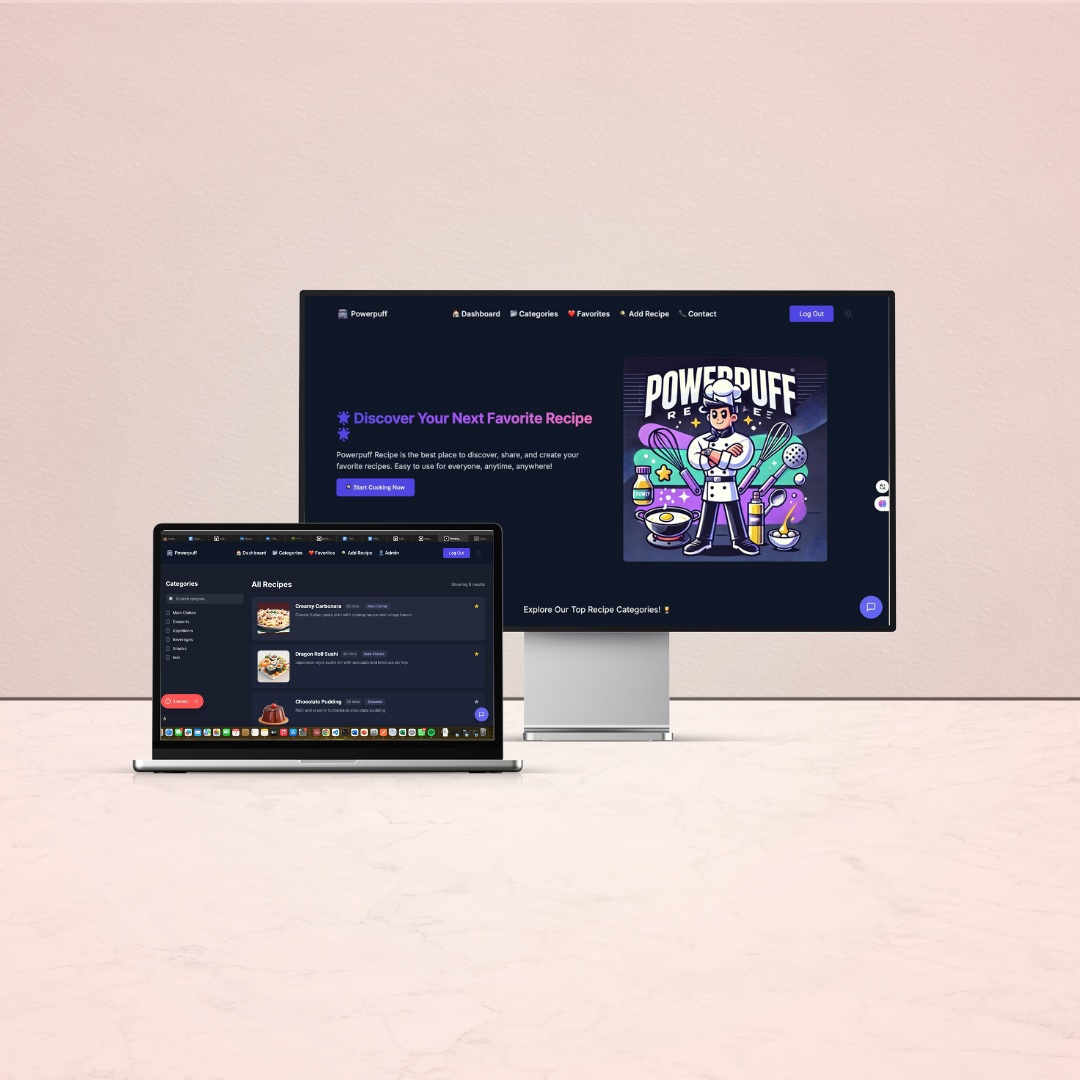 Powerpuff
Dashboard
Categories
Favorites
Add Recipe
Contact
Log Out
POWERPUFF
Discover Your Next Favorite Recipe
Powerpuff Recipe is the best place to discover, share, and create your
favorite recipes. Easy to use for everyone, anytime, anywhere!
Start Cooking Now
Explore Our Top Recipe Categories!
Powerpuff
Dashboard
Categories
Favorites
Add Recipe
Admin
Log Out
Categories
Search recipes...
Main Dishes
Desserts
Appetizers
Beverages
Snacks
test
All Recipes
Showing 5 results
Creamy Carbonara
Main Dishes
Classic Italian pasta dish with creamy sauce and crispy bacon
Dragon Roll Sushi
45 mins
Main Dishes
Japanese-style sushi roll with avocado and tempura shrimp
Chocolate Pudding
20 mins
Desserts
Rich and creamy homemade chocolate pudding